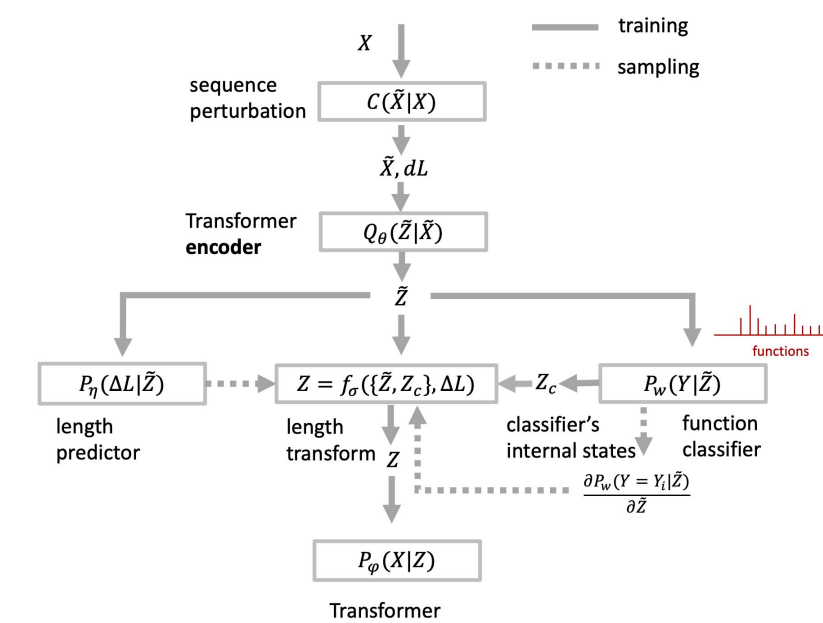 training
sampling
X
sequence
perturbation
C(X̃|X)
X̃, dL
Transformer
encoder
Q_θ(Z̃|X̃)
Z̃
functions
P_η(ΔL|Z̃)
Z = f_σ({Z̃, Z_c}, ΔL)
Z_c
P_w(Y|Z̃)
length
predictor
length
transform
classifier's
internal states
function
classifier
Z
∂P_w(Y = Y_i|Z̃)
∂Z̃
P_φ(X|Z)
Transformer